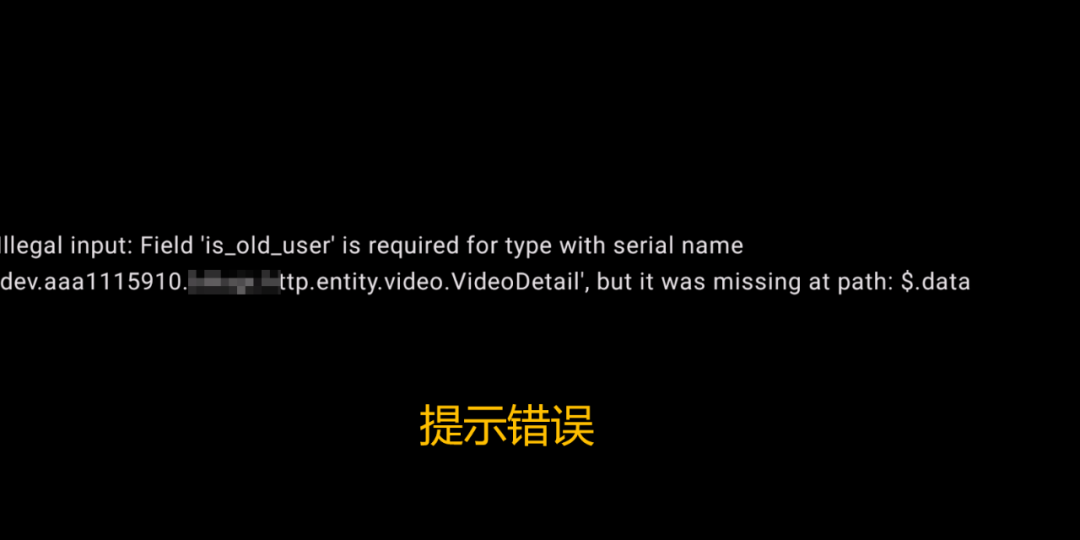 Illegal input: Field 'is_old_user' is required for type with serial name
dev.aaa1115910. ttp.entity.video.VideoDetail', but it was missing at path: $.data
提示错误